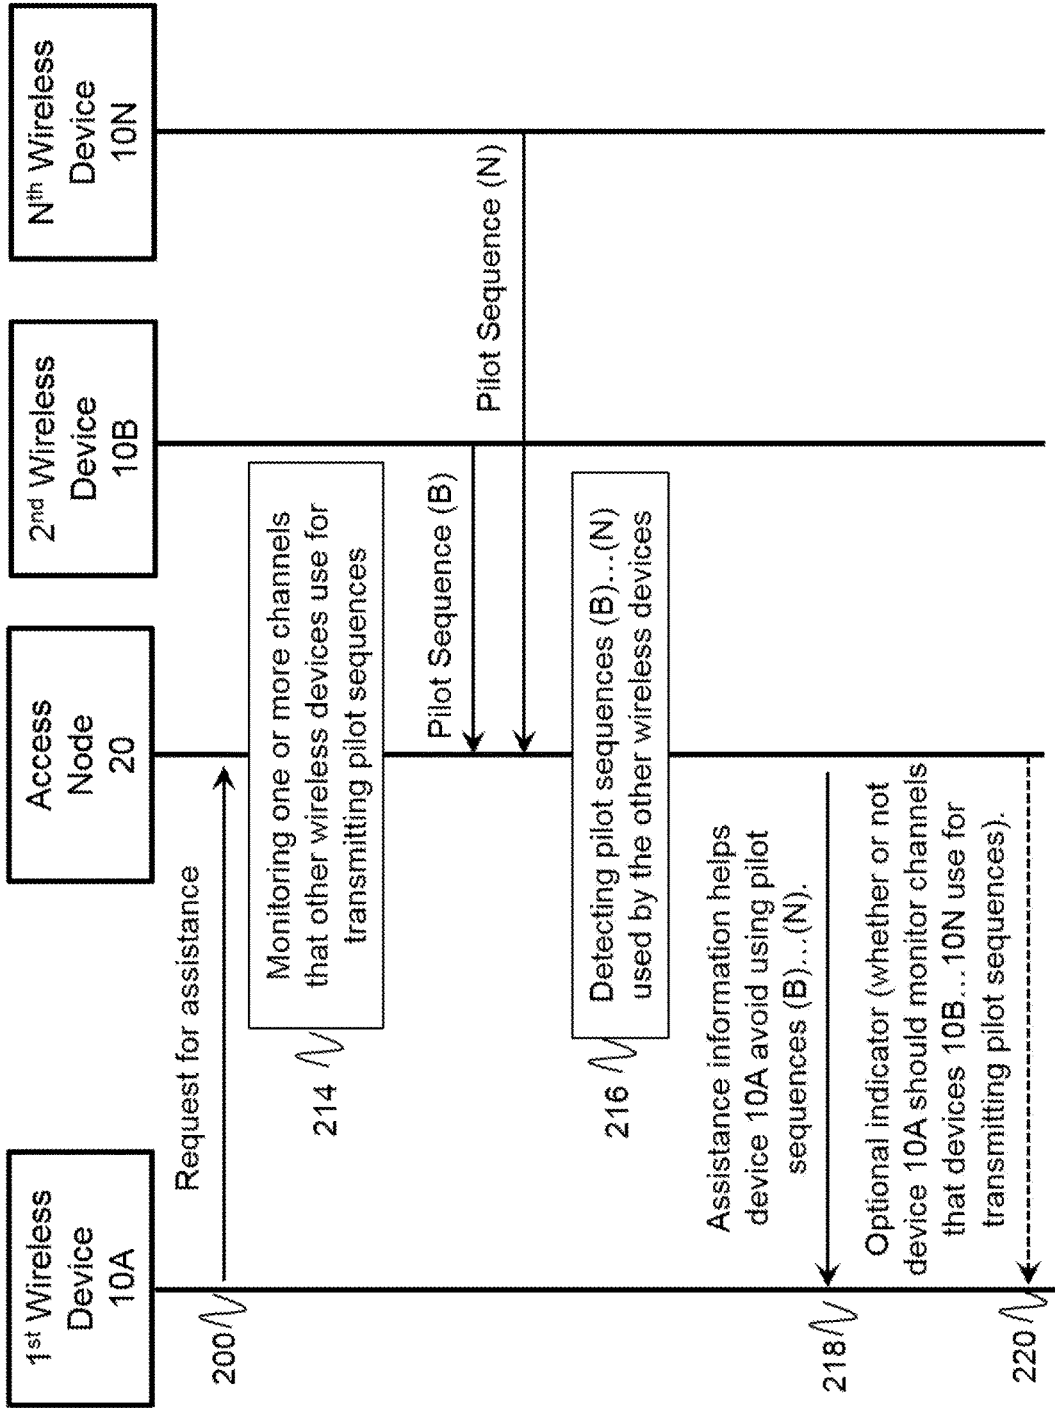 1st Wireless
Device
10A
Access
Node
20
2nd Wireless
Device
10B
Nth Wireless
Device
10N
200
Request for assistance
214
Monitoring one or more channels
that other wireless devices use for
transmitting pilot sequences
Pilot Sequence (B)
Pilot Sequence (N)
216
Detecting pilot sequences (B)...(N)
used by the other wireless devices
218
Assistance information helps
device 10A avoid using pilot
sequences (B)...(N).
220
Optional indicator (whether or not
device 10A should monitor channels
that devices 10B...10N use for
transmitting pilot sequences).